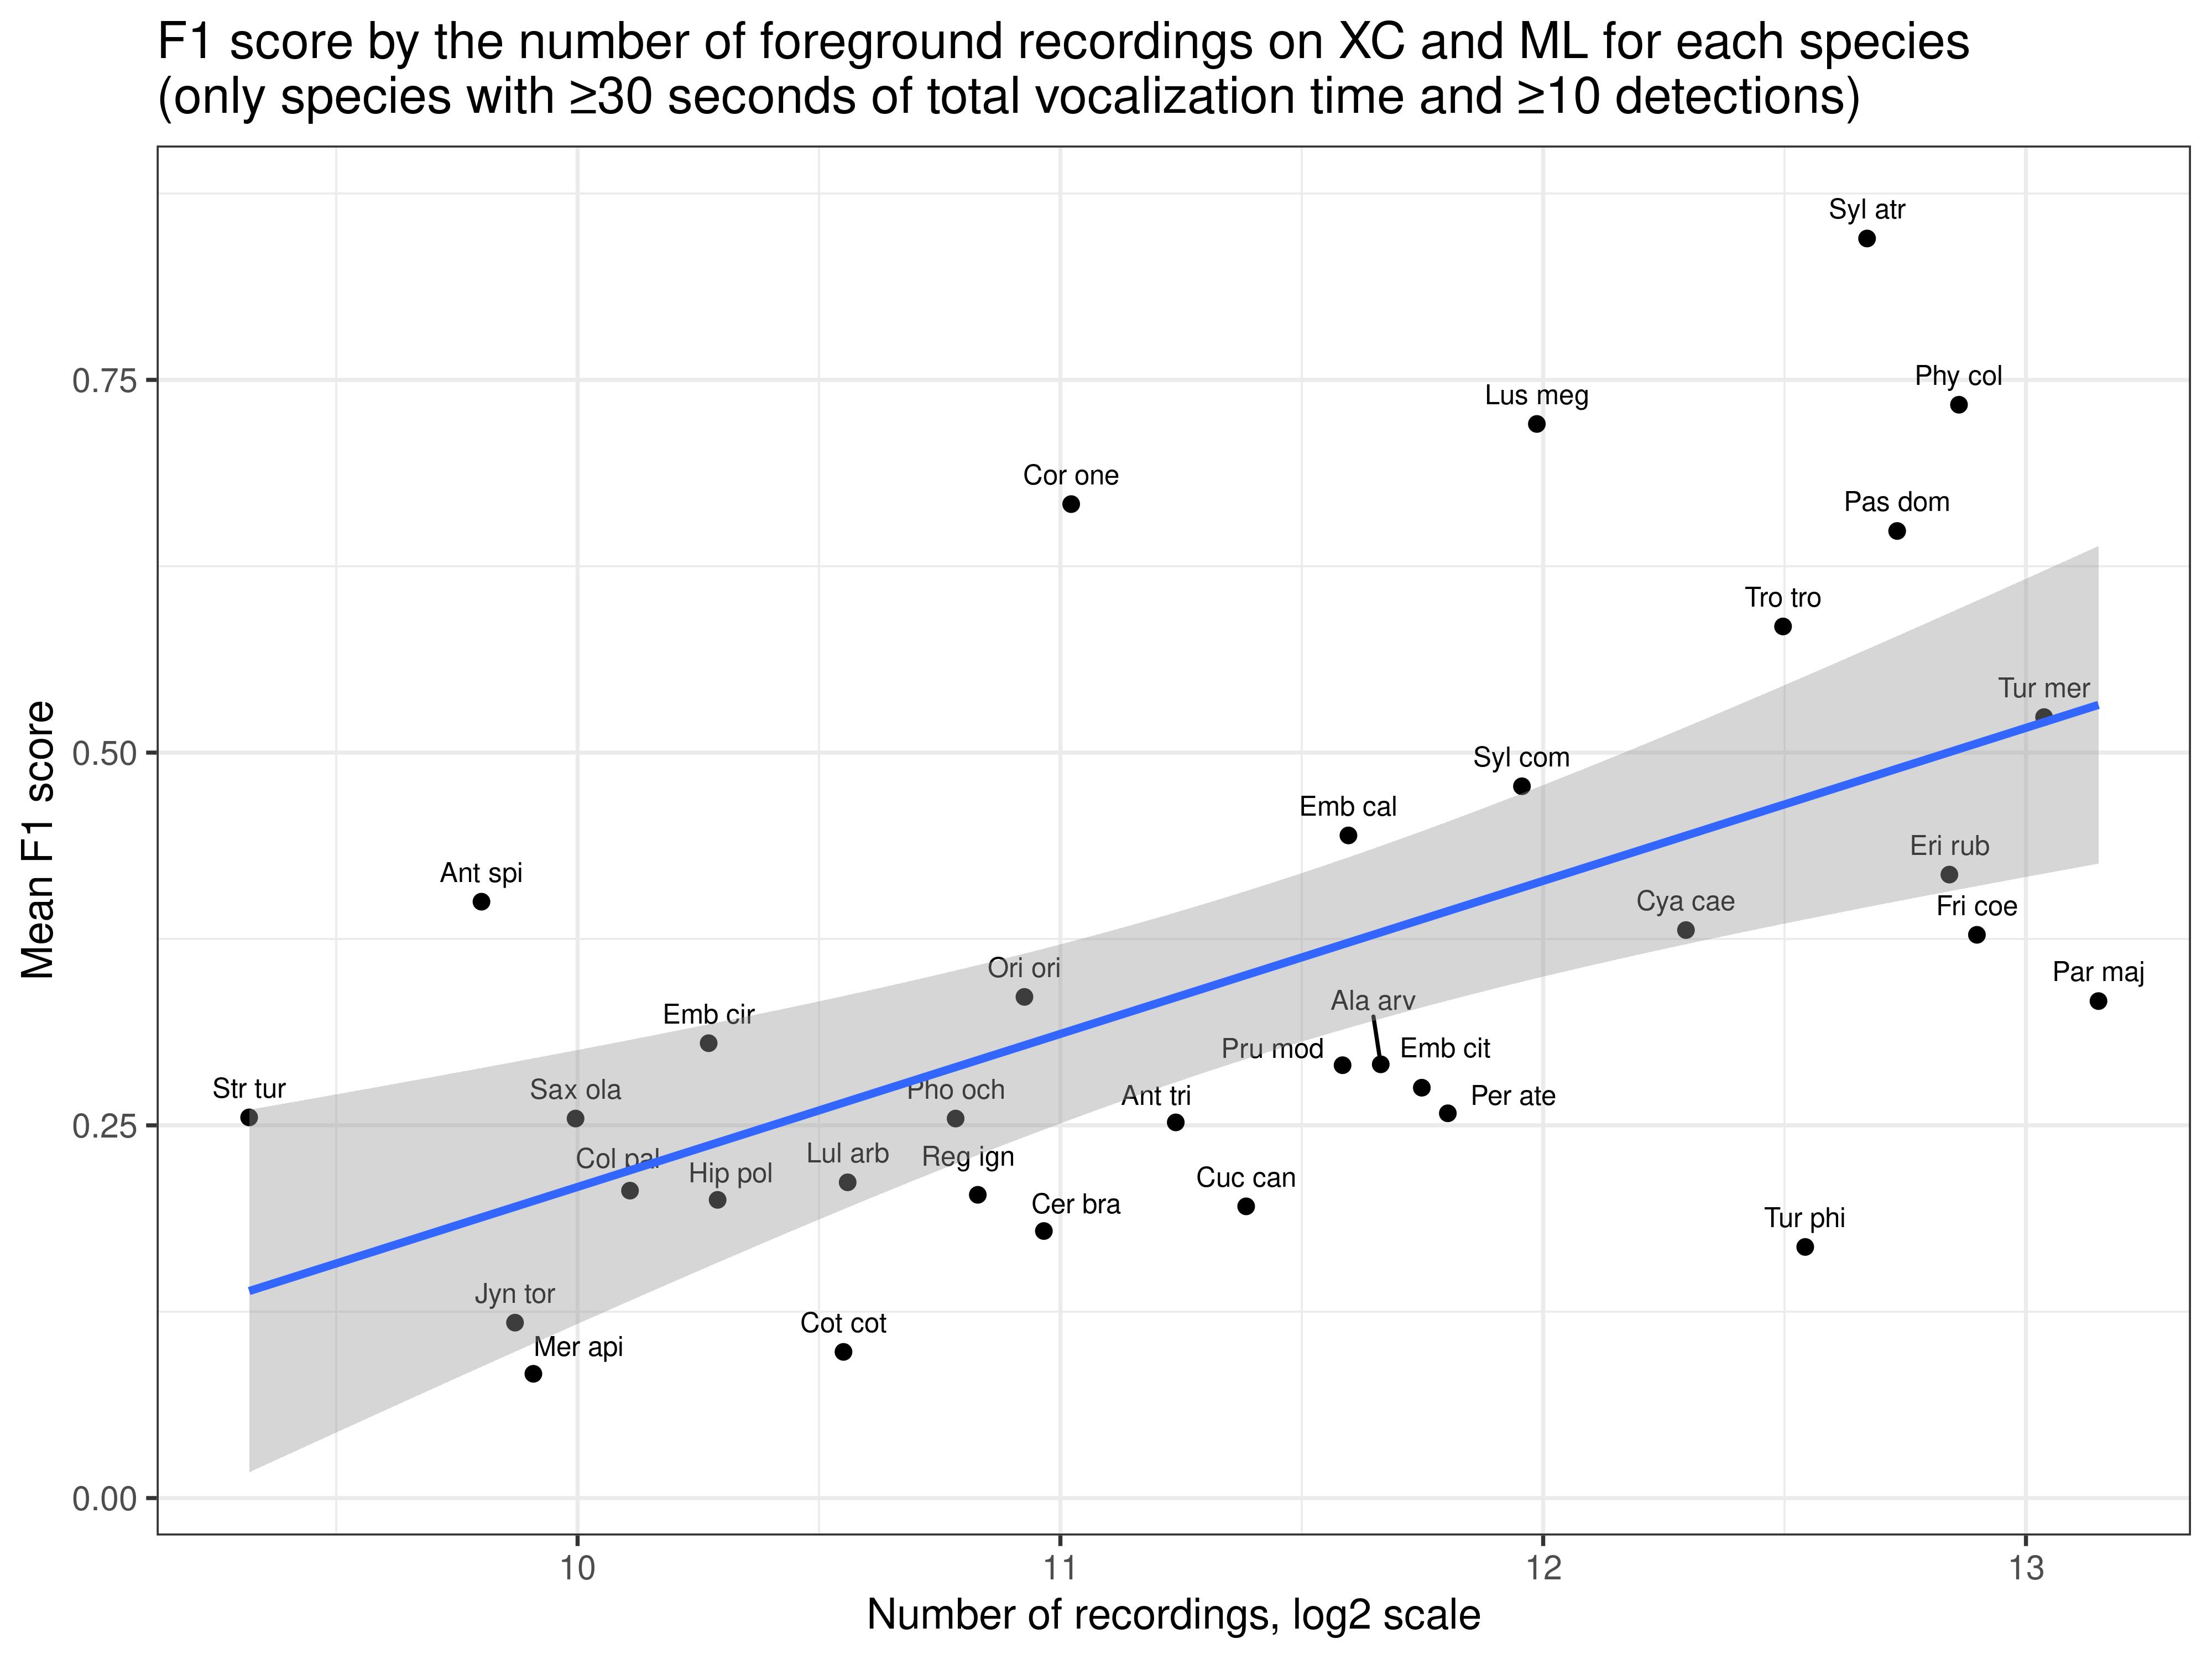 F1 score by the number of foreground recordings on XC and ML for each species
(only species with ≥30 seconds of total vocalization time and ≥10 detections)
Syl atr
Phy col
0.75
Lus meg
Cor one
Pas dom
Tro tro
Tur mer
Mean F1 score
0.50
Syl com
Emb cal
Eri rub
Ant spi
Cya cae
Fri coe
Ori ori
Par maj
Ala arv
Emb cir
Pru mod
Emb cit
Str tur
Sax ola
Pho och
Ant tri
Per ate
0.25
Col pal
Hip pol
Lul arb
Reg ign
Cuc can
Cer bra
Tur phi
Jyn tor
Cot cot
Mer api
0.00
10
11
12
13
Number of recordings, log2 scale